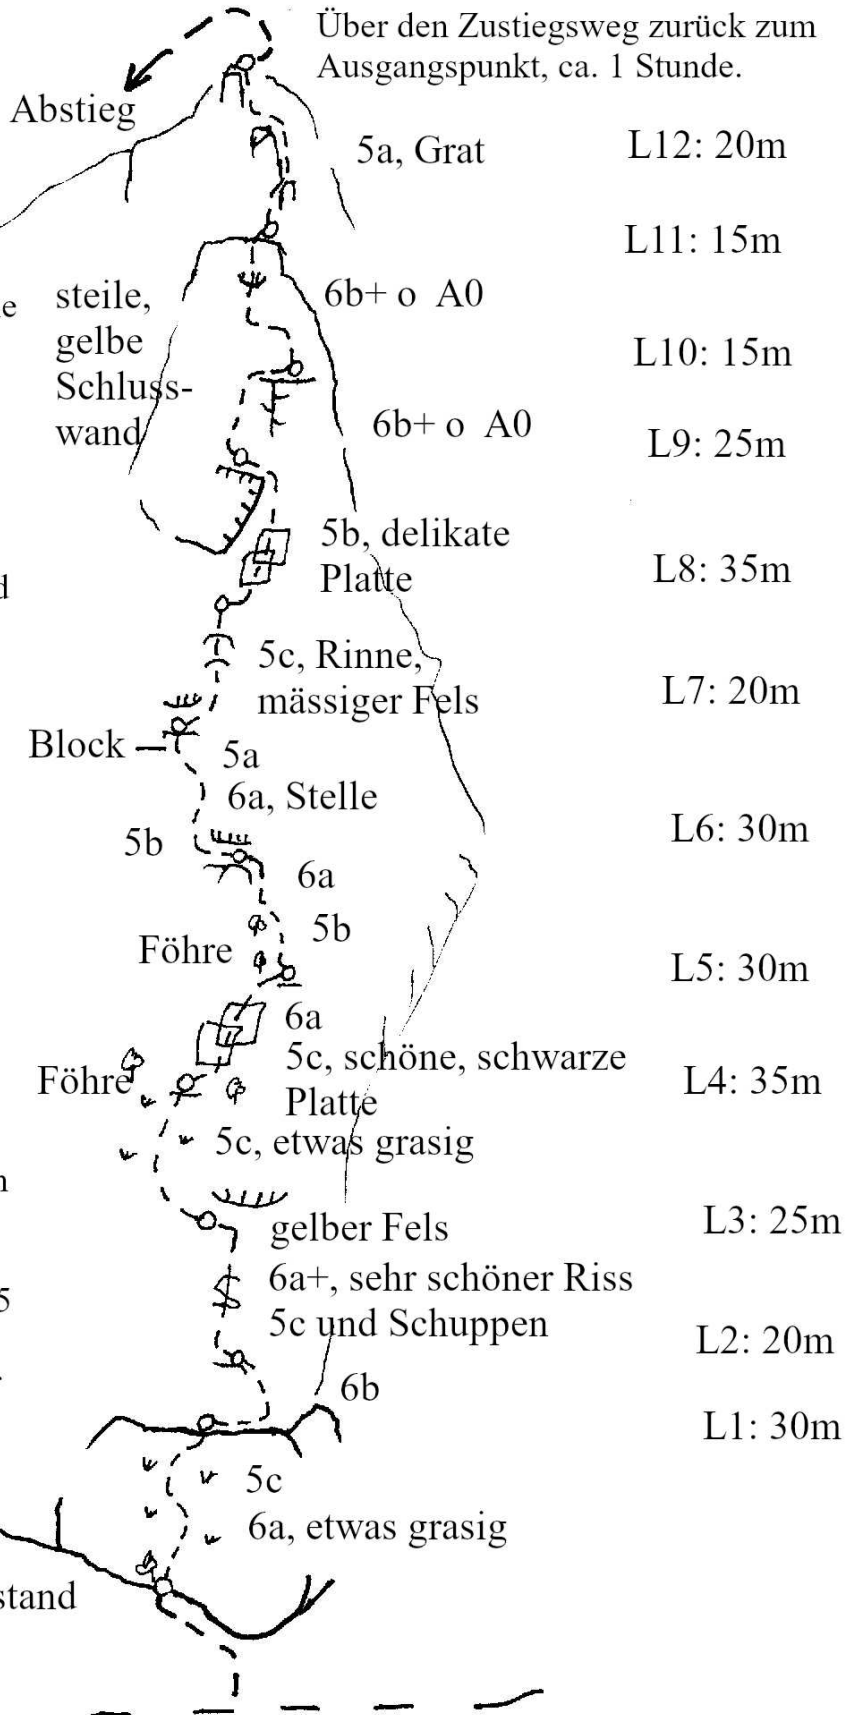 Über den Zustiegsweg zurück zum
Ausgangspunkt, ca. 1 Stunde.
Abstieg
5a, Grat
L12: 20m
L11: 15m
e
steile,
gelbe
Schluss-
wand
6b+ o A0
L10: 15m
6b+ o A0
L9: 25m
5b, delikate
Platte
L8: 35m
d
5c, Rinne,
mässiger Fels
L7: 20m
Block
5a
6a, Stelle
L6: 30m
5b
6a
5b
Föhre
L5: 30m
6a
5c, schöne, schwarze
Platte
Föhre
L4: 35m
5c, etwas grasig
n
L3: 25m
gelber Fels
6a+, sehr schöner Riss
5c und Schuppen
5
L2: 20m
6b
L1: 30m
5c
6a, etwas grasig
stand